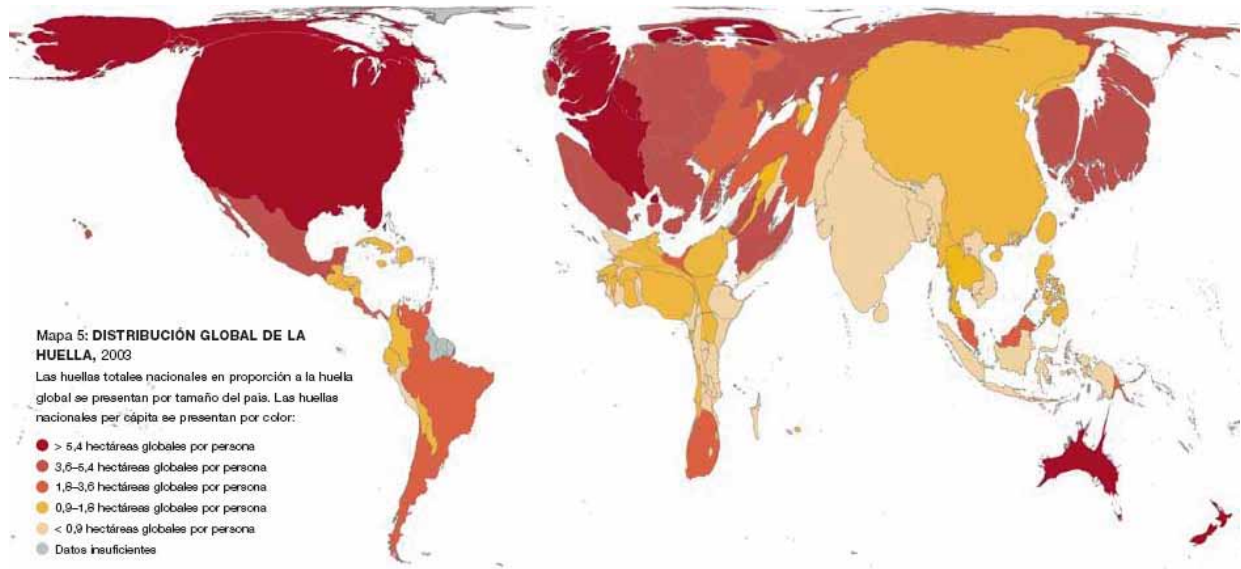 Mapa 5: DISTRIBUCIÓN GLOBAL DE LA
HUELLA, 2003
Las huellas totales nacionales en proporción a la huella
global se presentan por tamaño del país. Las huellas
nacionales per cápita se presentan por color:
> 5,4 hectáreas globales por persona
3,6–5,4 hectáreas globales por persona
1,8–3,6 hectáreas globales por persona
0,9–1,8 hectáreas globales por persona
< 0,9 hectáreas globales por persona
Datos insuficientes